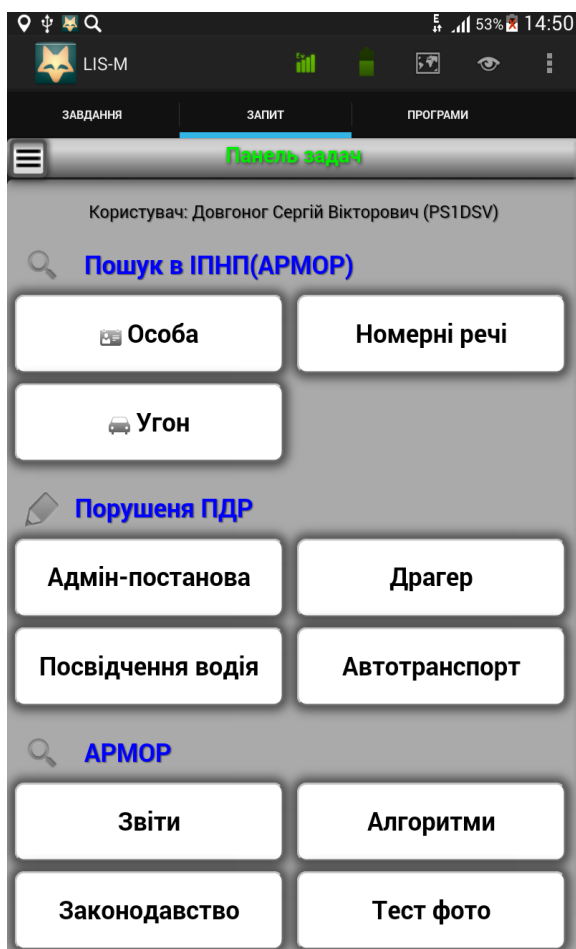 53% 14:50
LIS-M
ЗАВДАННЯ ЗАПИТ ПРОГРАМИ
Панель задач
Користувач: Довгоног Сергій Вікторович (PS1DSV)
Пошук в ІПНП(АРМОР)
Особа Номерні речі
Угон
Порушеня ПДР
Адмін-постанова Драгер
Посвідчення водія Автотранспорт
АРМОР
Звіти Алгоритми
Законодавство Тест фото